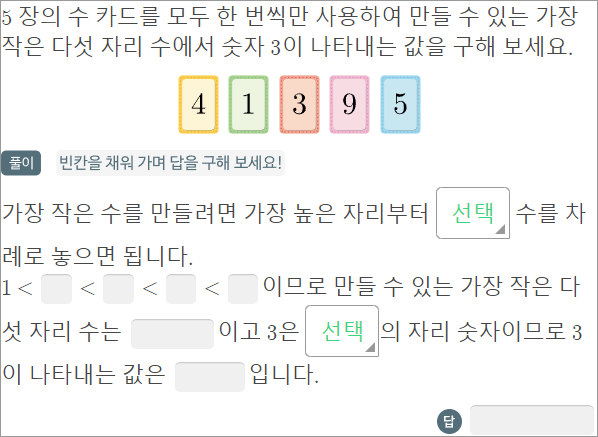 5 장의 수 카드를 모두 한 번씩만 사용하여 만들 수 있는 가장
작은 다섯 자리 수에서 숫자 3이 나타내는 값을 구해 보세요.
4 1 3 9 5
풀이 빈칸을 채워 가며 답을 구해 보세요!
가장 작은 수를 만들려면 가장 높은 자리부터 선택 수를 차
례로 놓으면 됩니다.
1 < < < < 이므로 만들 수 있는 가장 작은 다
섯 자리 수는 이고 3은 선택 의 자리 숫자이므로 3
이 나타내는 값은 입니다.
답